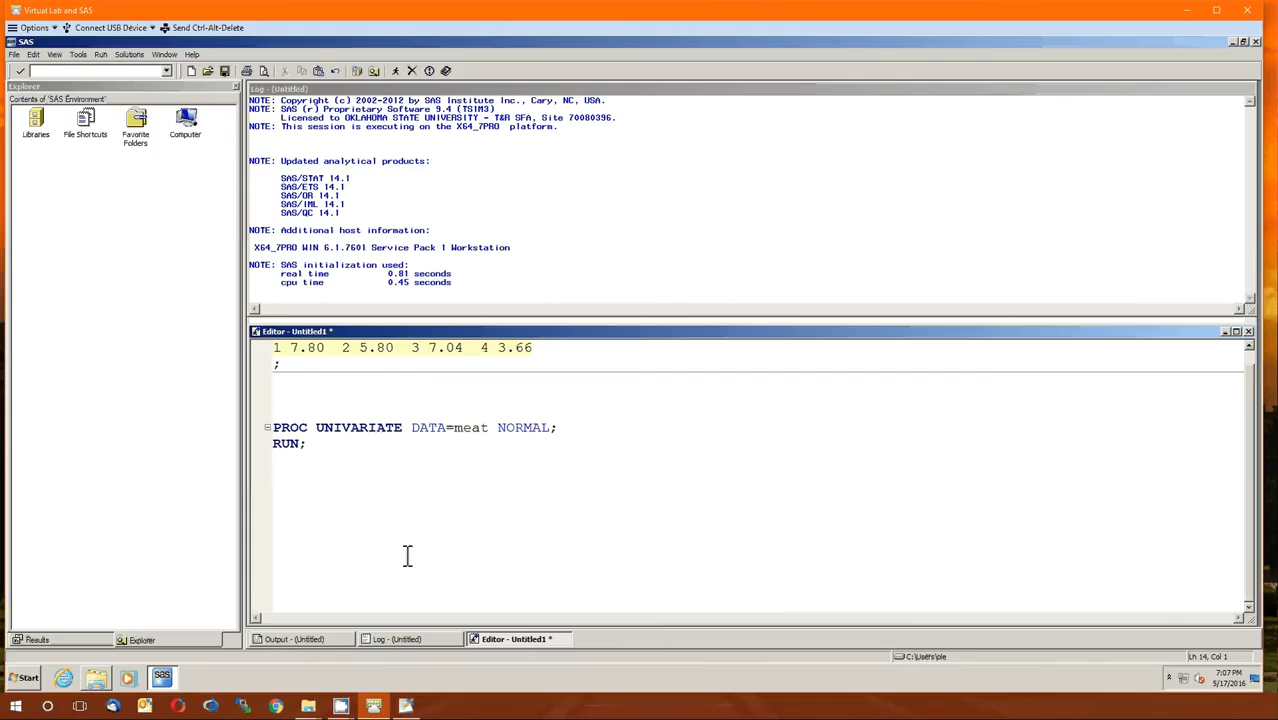 Virtual Lab and SAS
Options Connect USB Device Send Ctrl-Alt-Delete
SAS
File Edit View Tools Run Solutions Window Help
Explorer
Contents of 'SAS Environment'
Libraries File Shortcuts Favorite Folders Computer
Log - (Untitled)
NOTE: Copyright (c) 2002-2012 by SAS Institute Inc., Cary, NC, USA.
NOTE: SAS (r) Proprietary Software 9.4 (TS1M3)
Licensed to OKLAHOMA STATE UNIVERSITY - T&R SFA, Site 70080396.
NOTE: This session is executing on the X64_7PRO platform.
NOTE: Updated analytical products:
SAS/STAT 14.1
SAS/ETS 14.1
SAS/OR 14.1
SAS/IML 14.1
SAS/QC 14.1
NOTE: Additional host information:
X64_7PRO WIN 6.1.7601 Service Pack 1 Workstation
NOTE: SAS initialization used:
real time 0.81 seconds
cpu time 0.45 seconds
Editor - Untitled1 *
1 7.80 2 5.80 3 7.04 4 3.66
;
PROC UNIVARIATE DATA=meat NORMAL;
RUN;
Results Explorer
Output - (Untitled) Log - (Untitled) Editor - Untitled1 *
C:\Users\ple Ln 14, Col 1
Start sas 7:07 PM
5/17/2016